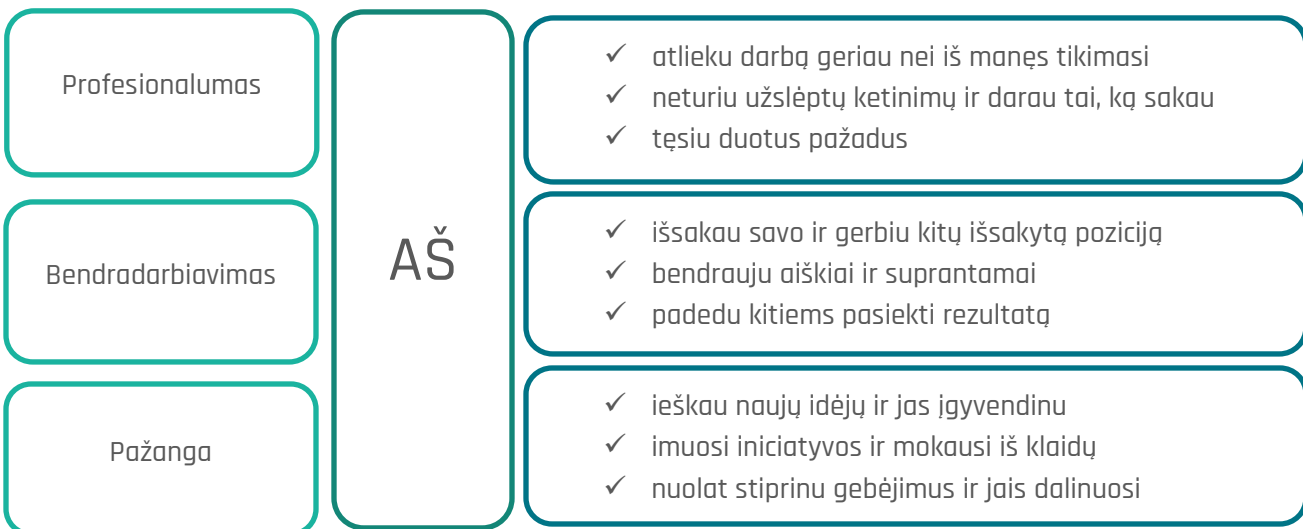 Profesionalumas
AŠ
✓ atlieku darbą geriau nei iš manęs tikimasi
✓ neturiu užslėptų ketinimų ir darau tai, ką sakau
✓ tęsiu duotus pažadus
Bendradarbiavimas
✓ išsakau savo ir gerbiu kitų išsakytą poziciją
✓ bendrauju aiškiai ir suprantamai
✓ padedu kitiems pasiekti rezultatą
Pažanga
✓ ieškau naujų idėjų ir jas įgyvendinu
✓ imuosi iniciatyvos ir mokausi iš klaidų
✓ nuolat stiprinu gebėjimus ir jais dalinuosi